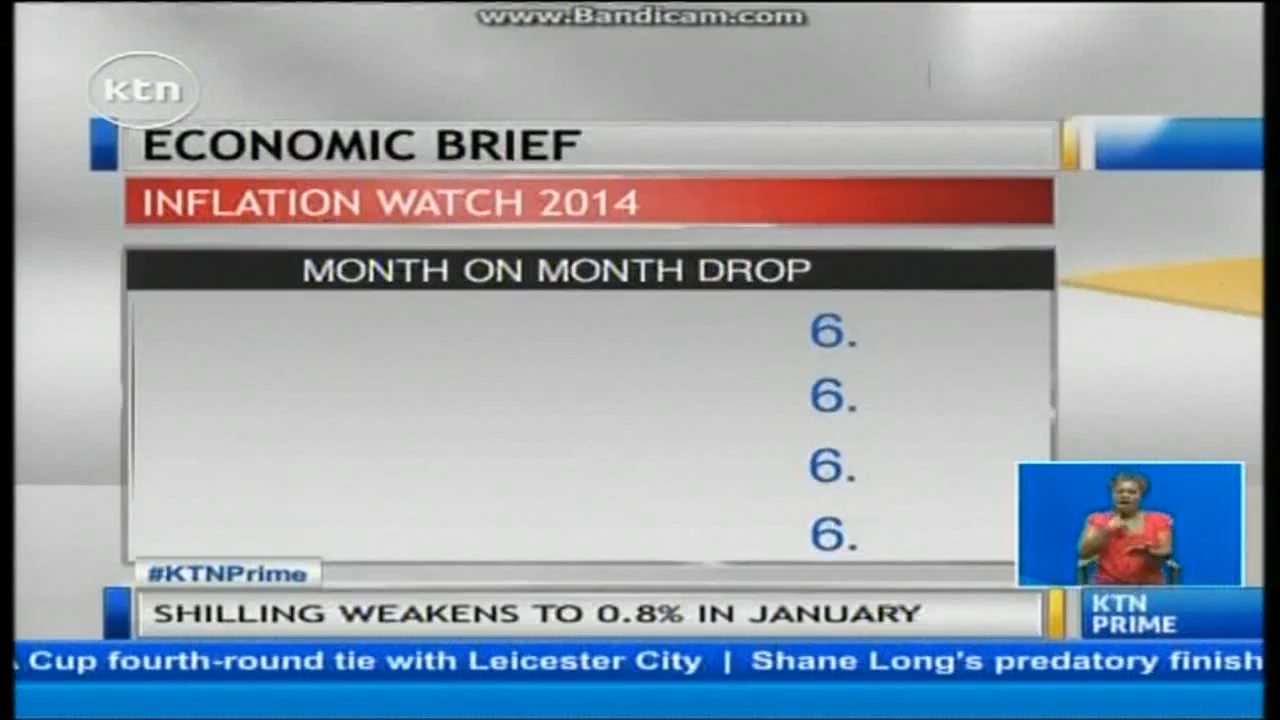 www.Bandicam.com
ktn
ECONOMIC BRIEF
INFLATION WATCH 2014
MONTH ON MONTH DROP
6.
6.
6.
6.
#KTNPrime
SHILLING WEAKENS TO 0.8% IN JANUARY
KTN
PRIME
Cup fourth-round tie with Leicester City | Shane Long's predatory finish